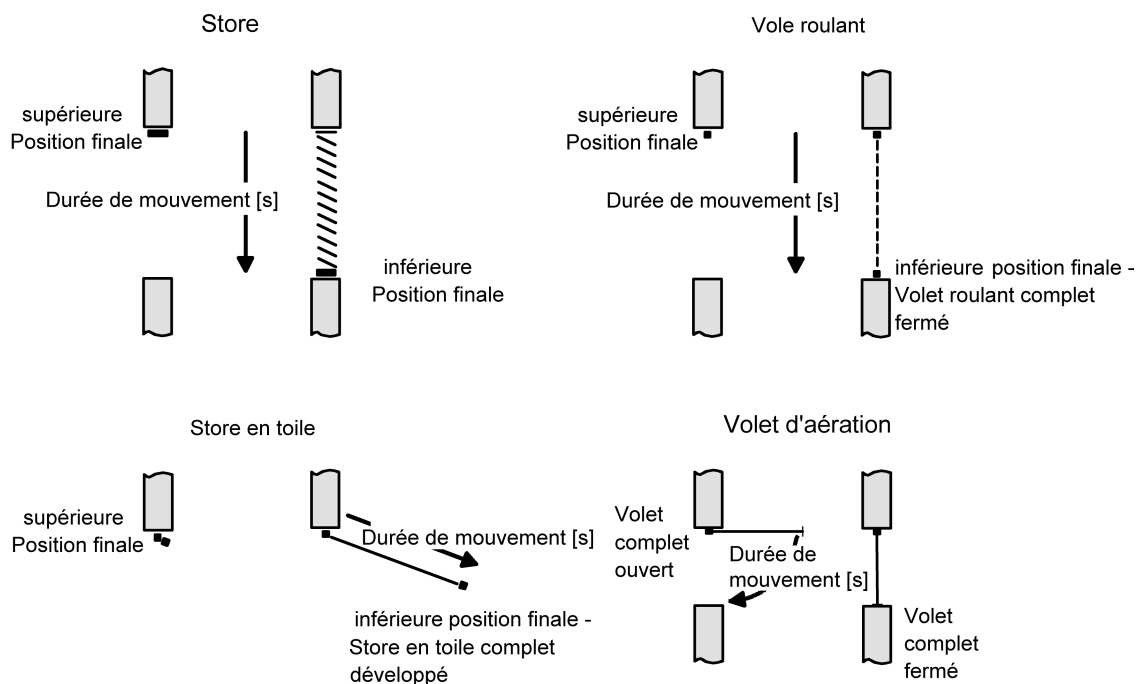 Store
supérieure
Position finale
Durée de mouvement [s]
inférieure
Position finale
Vole roulant
supérieure
Position finale
Durée de mouvement [s]
inférieure position finale -
Volet roulant complet
fermé
Store en toile
supérieure
Position finale
Durée de mouvement [s]
inférieure position finale -
Store en toile complet
développé
Volet d'aération
Volet
complet
ouvert
Durée de
mouvement [s]
Volet
complet
fermé